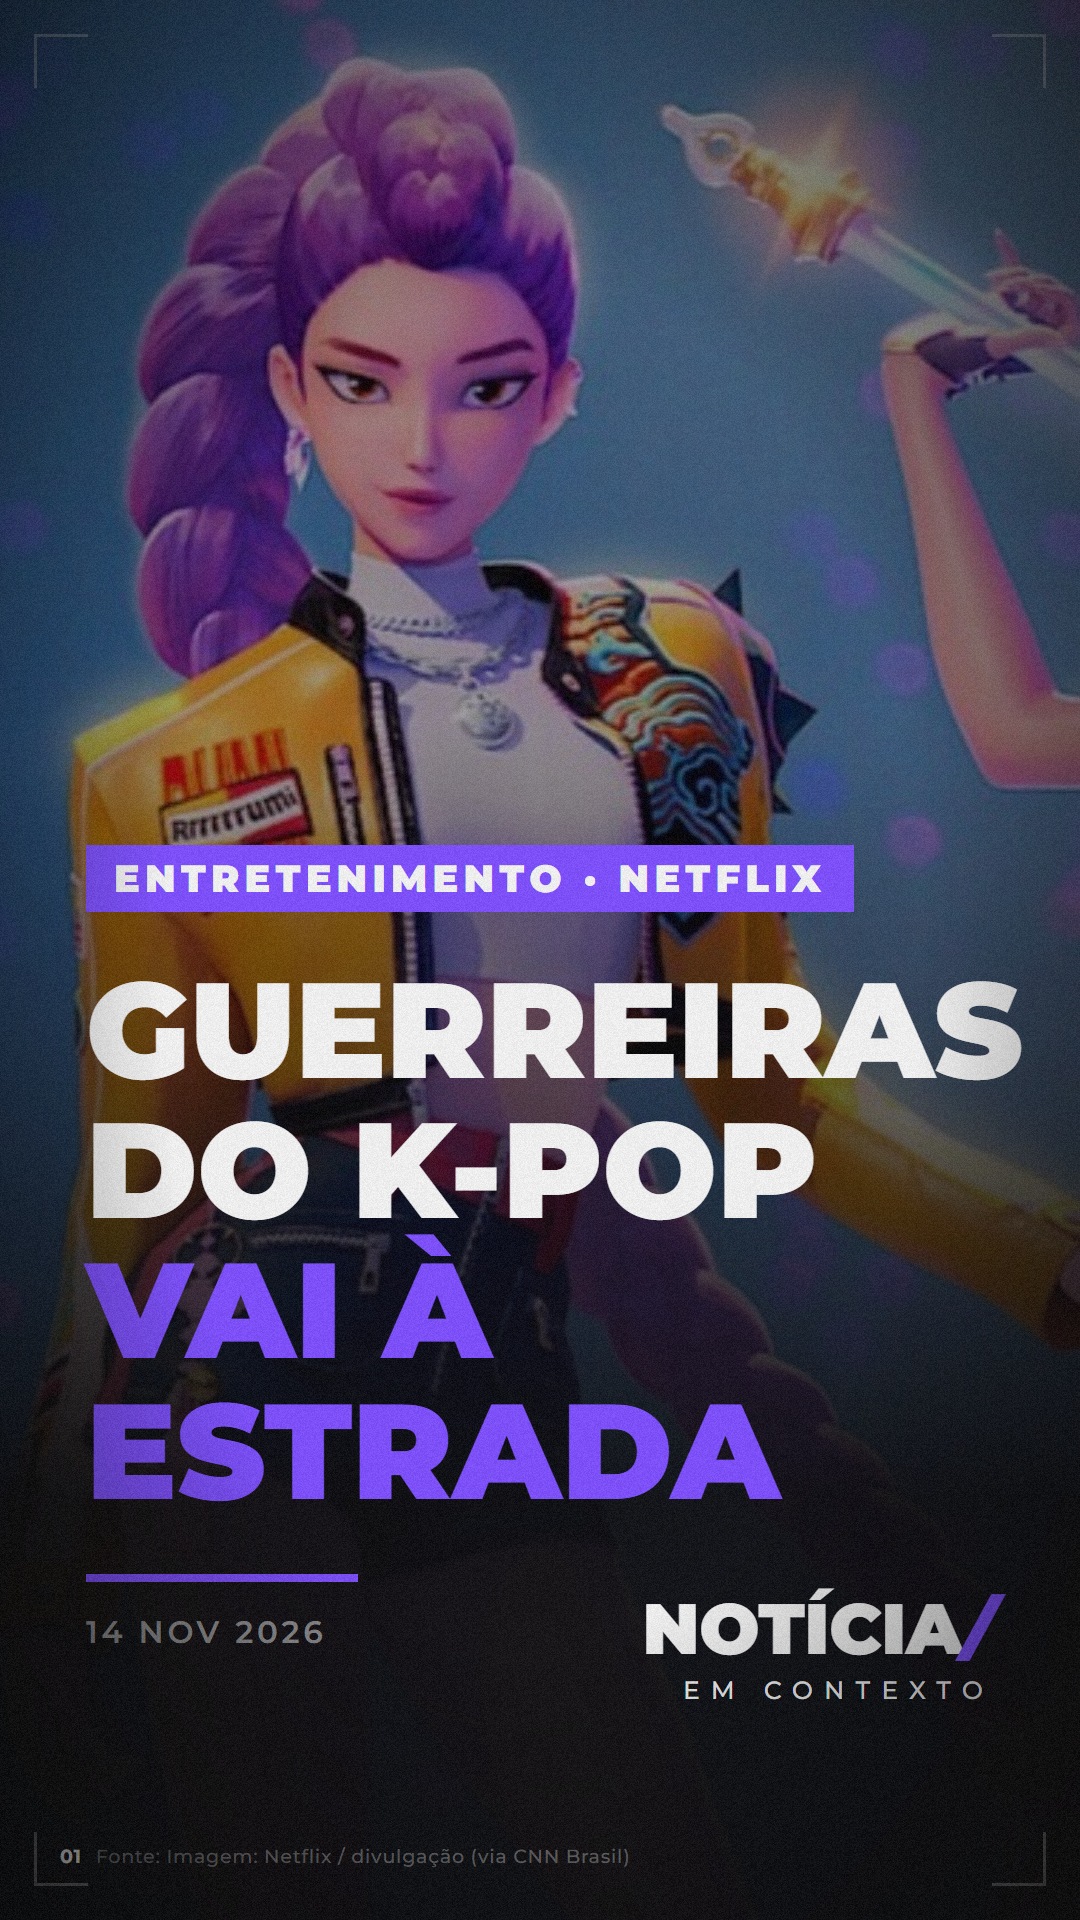 Rrrrrrumi
ENTRETENIMENTO • NETFLIX
GUERREIRAS
DO K-POP
VAI À
ESTRADA
14 NOV 2026
NOTÍCIA/
EM CONTEXTO
01 Fonte: Imagem: Netflix / divulgação (via CNN Brasil)